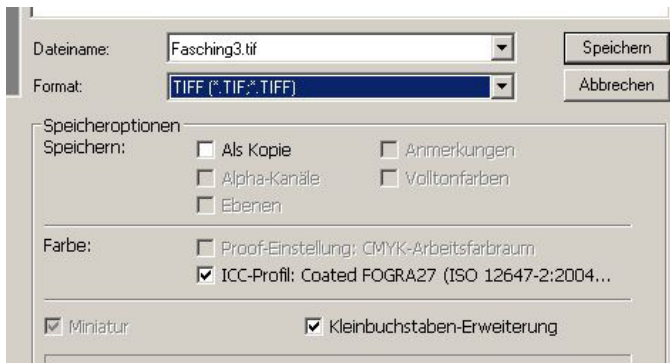 Dateiname: Fasching3.tif Speichern
Format: TIFF (*.TIF;*.TIFF) Abbrechen
Speicheroptionen
Speichern: Als Kopie Anmerkungen
Alpha-Kanäle Volltonfarben
Ebenen
Farbe: Proof-Einstellung: CMYK-Arbeitsfarbraum
ICC-Profil: Coated FOGRA27 (ISO 12647-2:2004...
Miniatur Kleinbuchstaben-Erweiterung